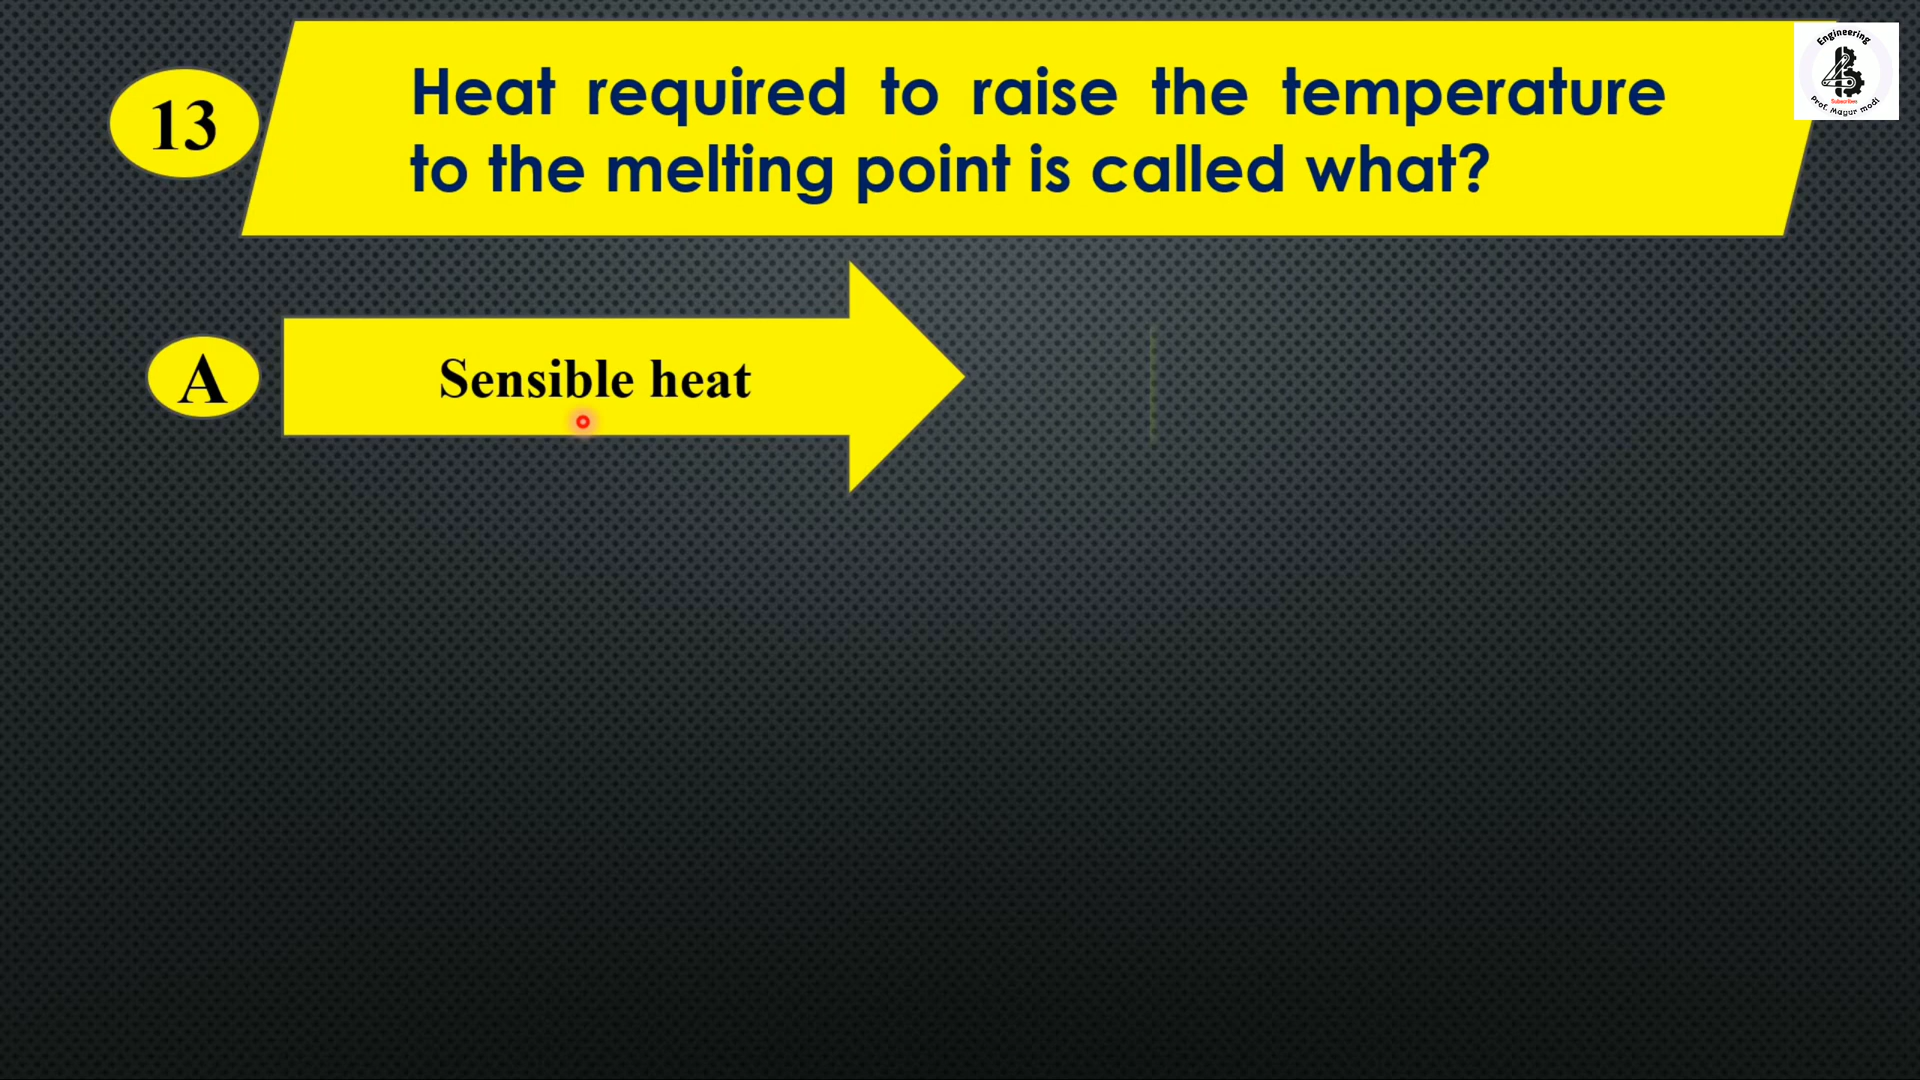 13
Heat required to raise the temperature
to the melting point is called what?
Engineering
Subscribe
Prof. Mayur modi
A
Sensible heat